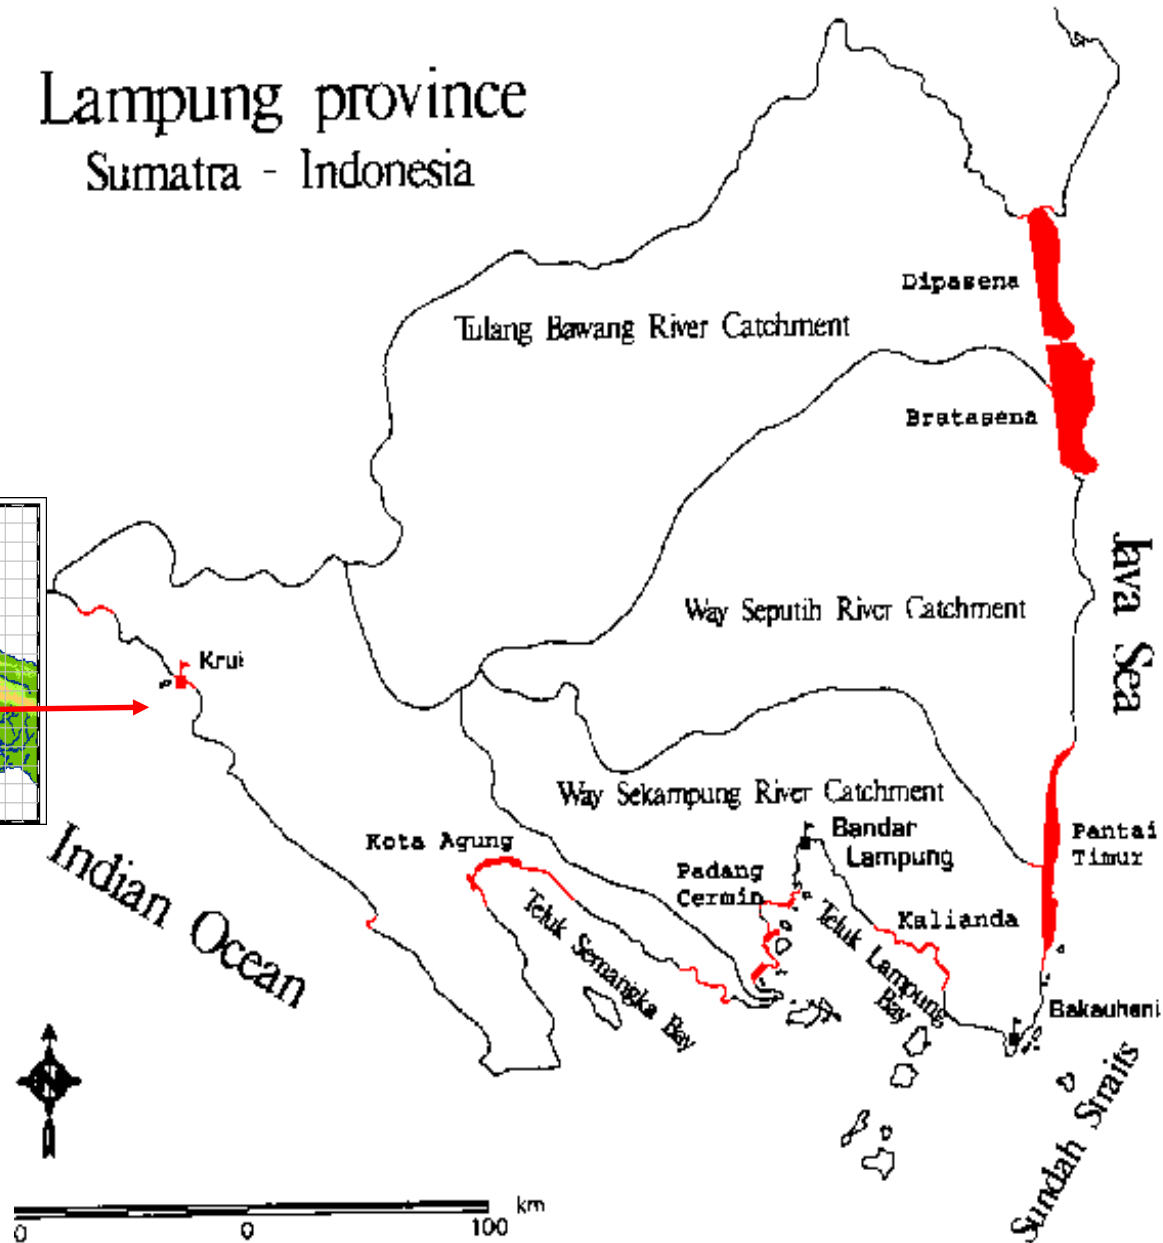 Lampung province
Sumatra - Indonesia
Dipasena
Tulang Bawang River Catchment
Bratasena
Java Sea
Way Seputih River Catchment
Krui
Way Sekampung River Catchment
Bandar
Lampung
Pantai
Timur
Kota Agung
Padang
Cermin
Kalianda
Teluk Semangka Bay
Teluk Lampung
Bay
Indian Ocean
Bakauheni
Sundah Straits
N
0 0 100 km